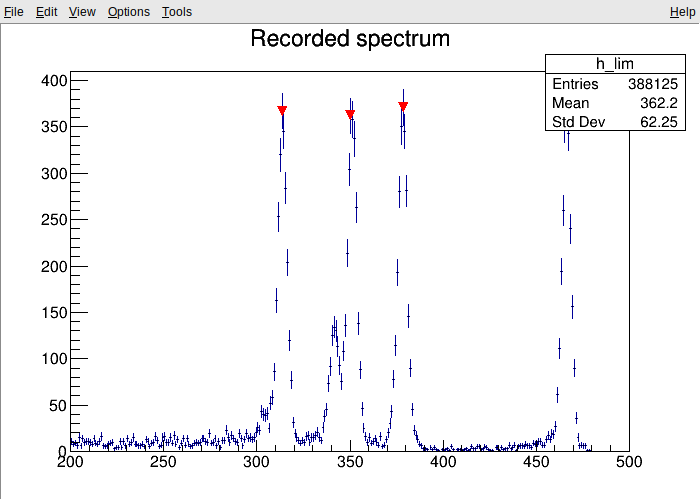 File Edit View Options Tools Help
Recorded spectrum
h_lim
Entries 388125
Mean 362.2
Std Dev 62.25
400
350
300
250
200
150
100
50
0
200 250 300 350 400 450 500